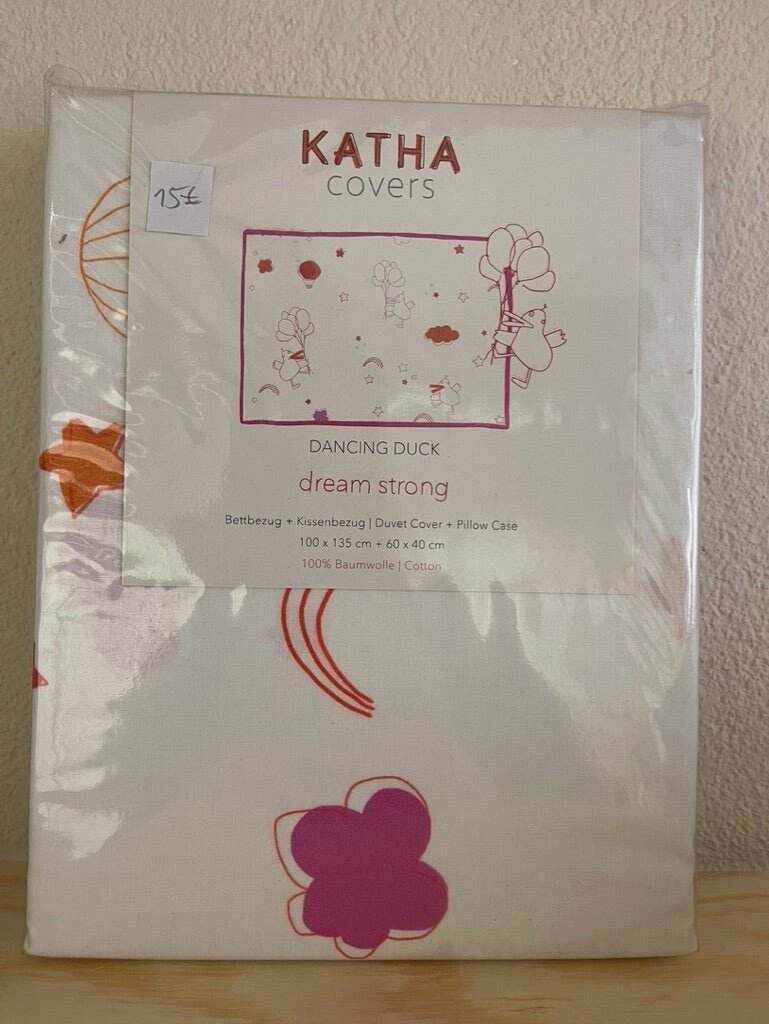 KATHA
covers
15€
DANCING DUCK
dream strong
Bettbezug + Kissenbezug | Duvet Cover + Pillow Case
100 x 135 cm + 60 x 40 cm
100% Baumwolle | Cotton